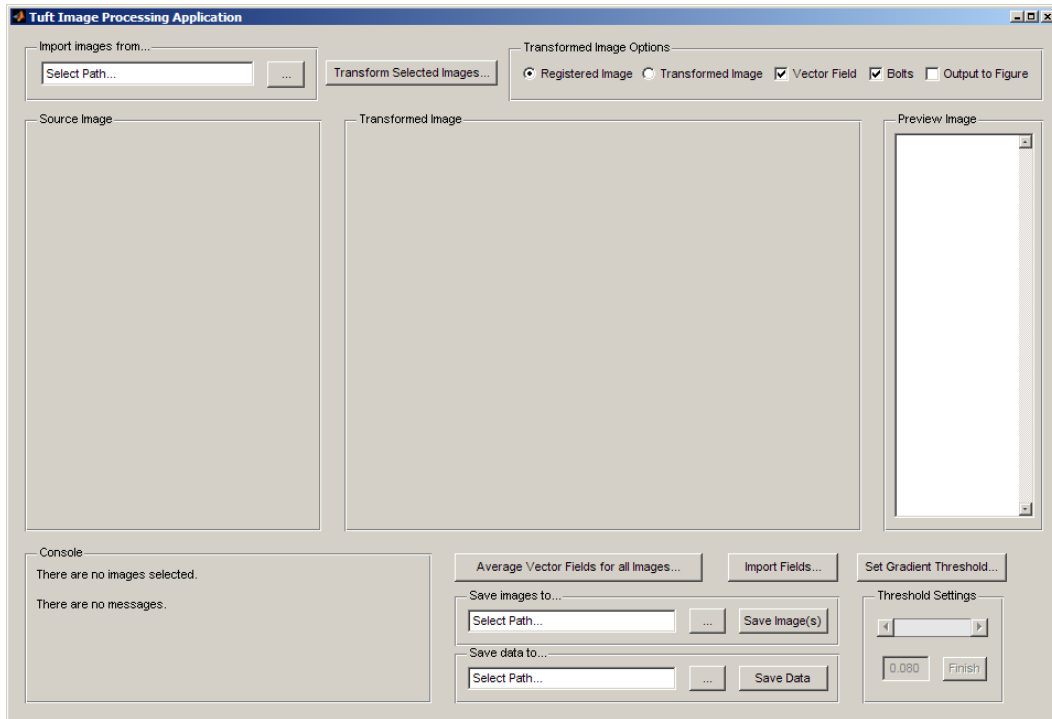 Tuft Image Processing Application
Import images from...
Select Path...
...
Transform Selected Images...
Transformed Image Options
Registered Image
Transformed Image
Vector Field
Bolts
Output to Figure
Source Image
Transformed Image
Preview Image
Console
There are no images selected.
There are no messages.
Average Vector Fields for all Images...
Import Fields...
Set Gradient Threshold...
Save images to...
Select Path...
...
Save Image(s)
Save data to...
Select Path...
...
Save Data
Threshold Settings
0.080
Finish